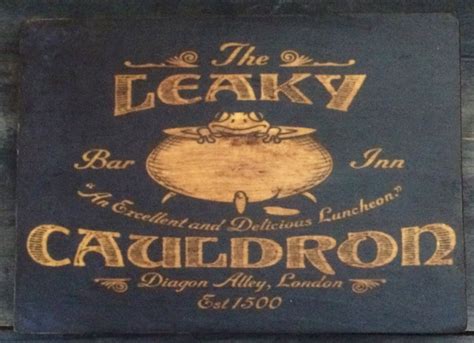 The
LEAKY
Bar Inn
"An Excellent and Delicious Luncheon."
CAULDRON
Diagon Alley, London
Est 1500